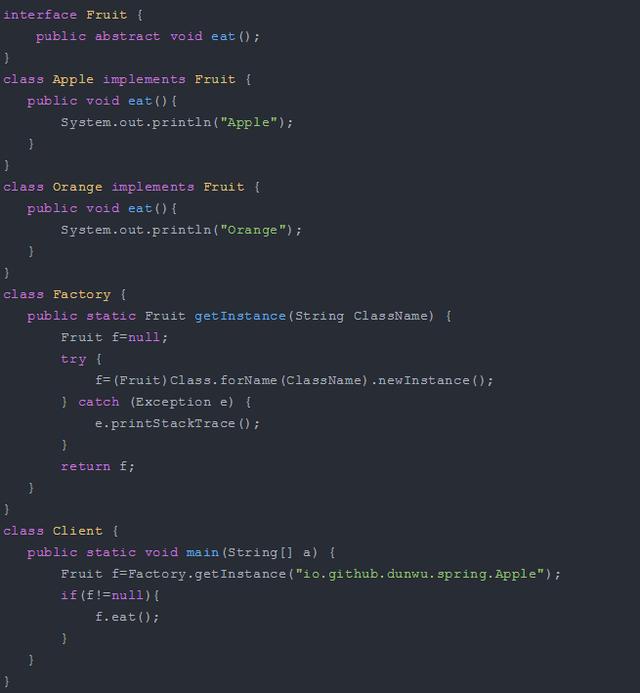 interface Fruit {
    public abstract void eat();
}
class Apple implements Fruit {
   public void eat(){
       System.out.println("Apple");
   }
}
class Orange implements Fruit {
   public void eat(){
       System.out.println("Orange");
   }
}
class Factory {
   public static Fruit getInstance(String ClassName) {
       Fruit f=null;
       try {
           f=(Fruit)Class.forName(ClassName).newInstance();
       } catch (Exception e) {
           e.printStackTrace();
       }
       return f;
   }
}
class Client {
   public static void main(String[] a) {
       Fruit f=Factory.getInstance("io.github.dunwu.spring.Apple");
       if(f!=null){
           f.eat();
       }
   }
}